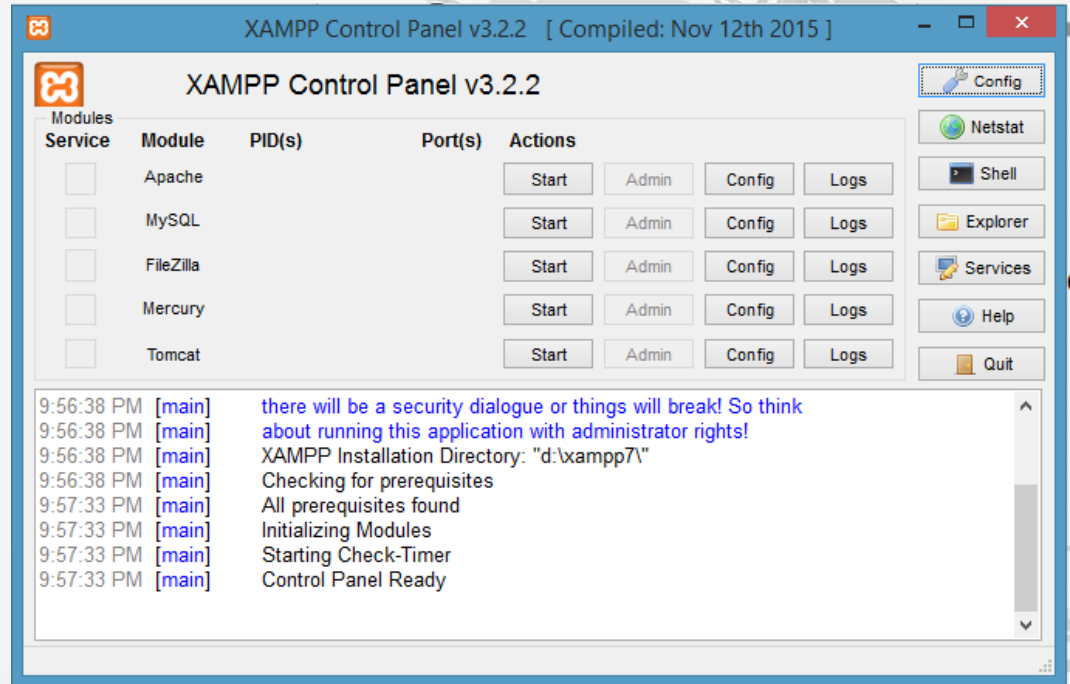 XAMPP Control Panel v3.2.2 [ Compiled: Nov 12th 2015 ]
XAMPP Control Panel v3.2.2
Config
Modules
Service Module PID(s) Port(s) Actions
Netstat
Apache Start Admin Config Logs
Shell
MySQL Start Admin Config Logs
Explorer
FileZilla Start Admin Config Logs
Services
Mercury Start Admin Config Logs
Help
Tomcat Start Admin Config Logs
Quit
9:56:38 PM [main] there will be a security dialogue or things will break! So think
9:56:38 PM [main] about running this application with administrator rights!
9:56:38 PM [main] XAMPP Installation Directory: "d:\xampp7\"
9:56:38 PM [main] Checking for prerequisites
9:57:33 PM [main] All prerequisites found
9:57:33 PM [main] Initializing Modules
9:57:33 PM [main] Starting Check-Timer
9:57:33 PM [main] Control Panel Ready